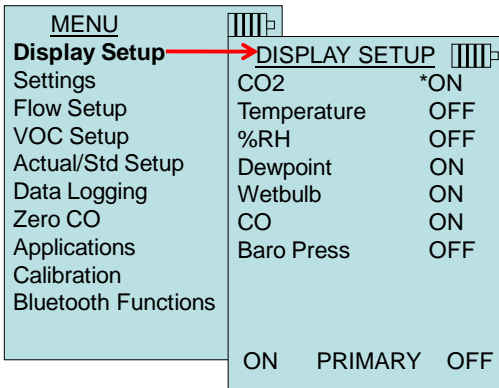 MENU
Display Setup
Settings
Flow Setup
VOC Setup
Actual/Std Setup
Data Logging
Zero CO
Applications
Calibration
Bluetooth Functions
DISPLAY SETUP
CO2 *ON
Temperature OFF
%RH OFF
Dewpoint ON
Wetbulb ON
CO ON
Baro Press OFF
ON PRIMARY OFF